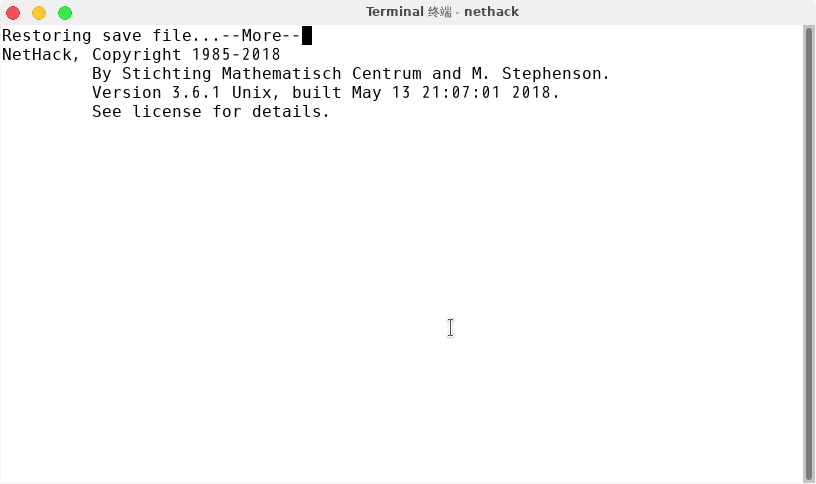 Terminal 终端 - nethack
Restoring save file...--More--
NetHack, Copyright 1985-2018
By Stichting Mathematisch Centrum and M. Stephenson.
Version 3.6.1 Unix, built May 13 21:07:01 2018.
See license for details.